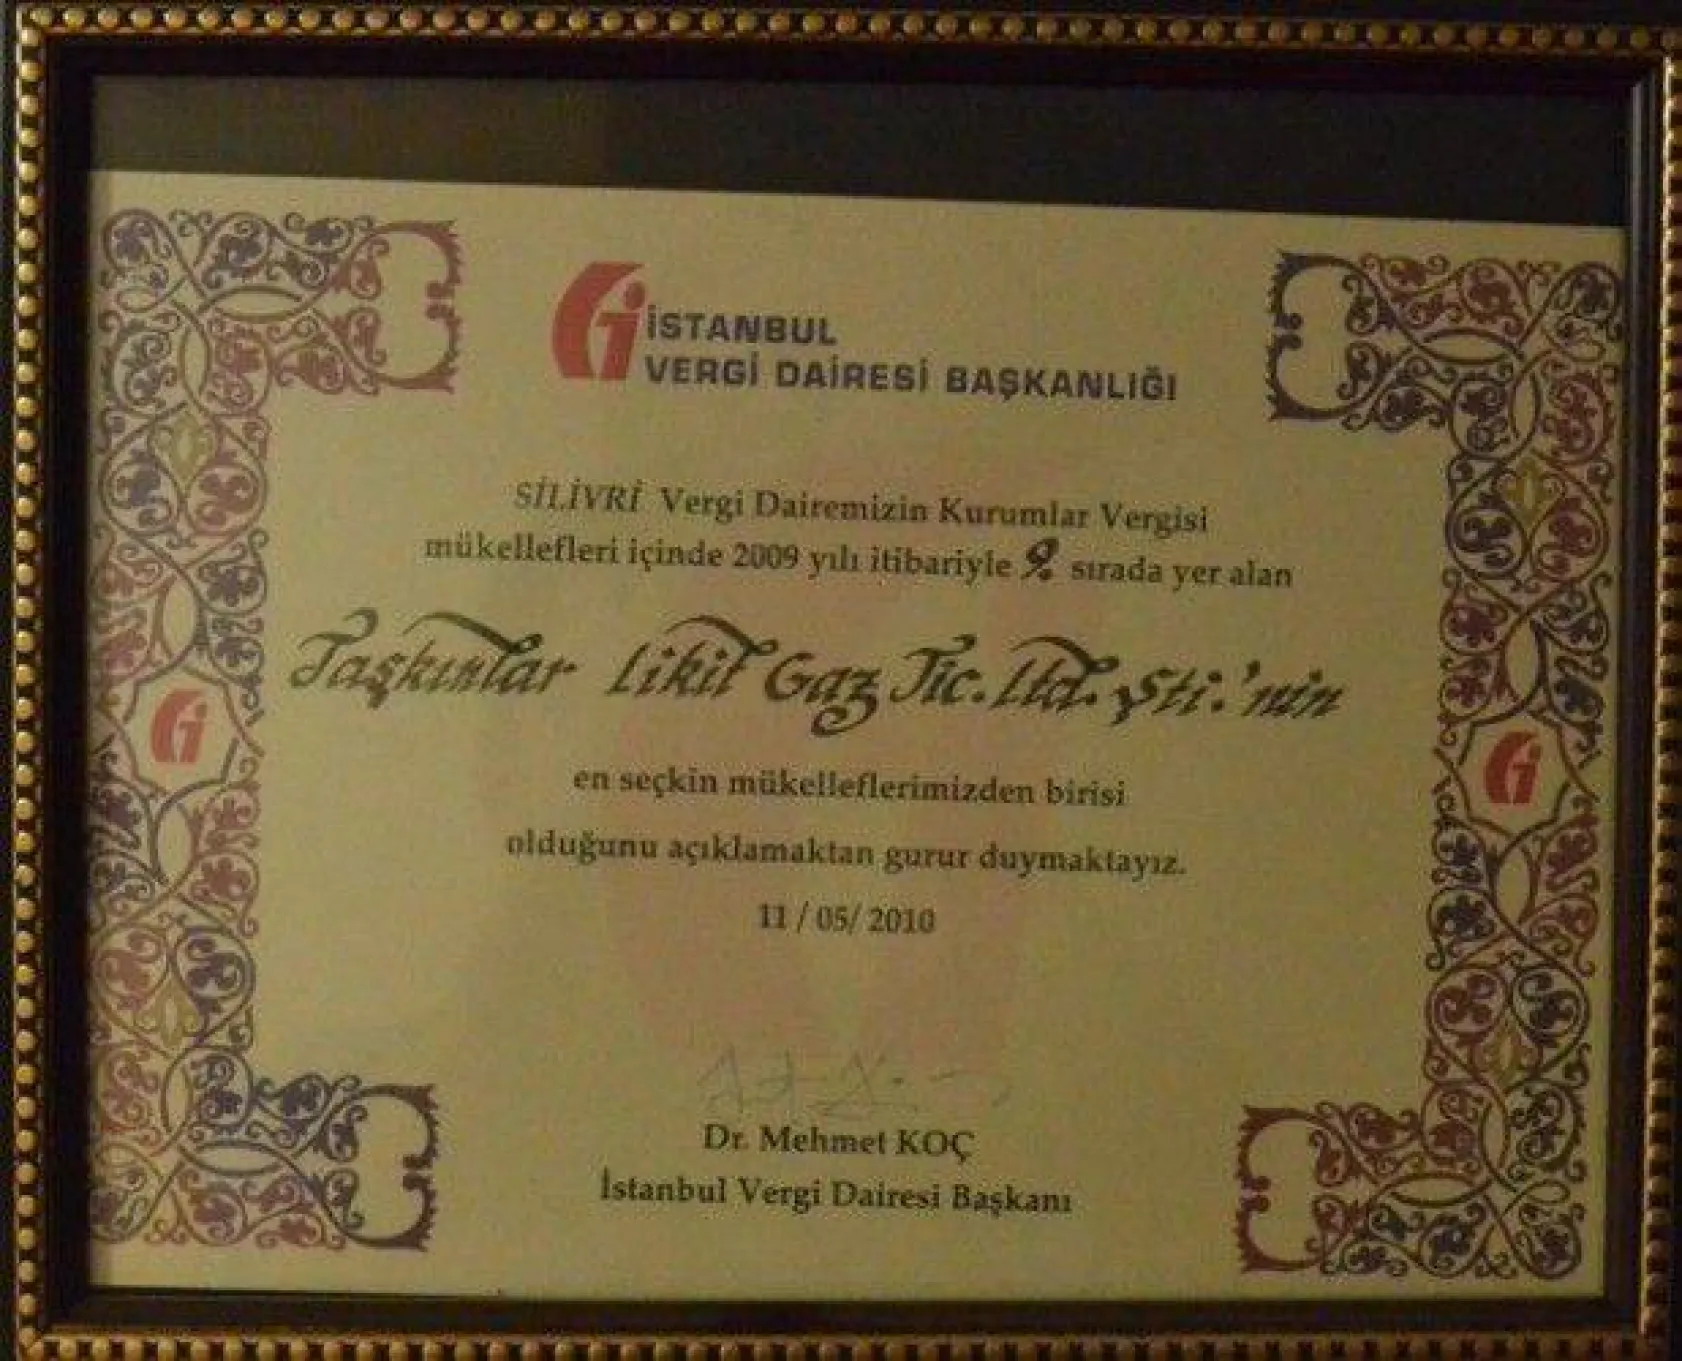 İSTANBUL
VERGİ DAİRESİ BAŞKANLIĞI
SİLİVRİ Vergi Dairemizin Kurumlar Vergisi
mükellefleri içinde 2009 yılı itibariyle 9. sırada yer alan
Taşkınlar Likit Gaz Tic. Ltd. Şti.'nin
en seçkin mükelleflerimizden birisi
olduğunu açıklamaktan gurur duymaktayız.
11 / 05/ 2010
Dr. Mehmet KOÇ
İstanbul Vergi Dairesi Başkanı